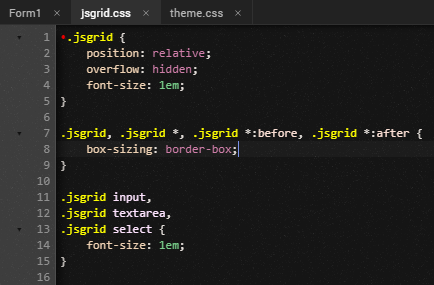 Form1 × jsgrid.css × theme.css ×
1 •.jsgrid {
2 position: relative;
3 overflow: hidden;
4 font-size: 1em;
5 }
6
7 .jsgrid, .jsgrid *, .jsgrid *:before, .jsgrid *:after {
8 box-sizing: border-box;
9 }
10
11 .jsgrid input,
12 .jsgrid textarea,
13 .jsgrid select {
14 font-size: 1em;
15 }
16